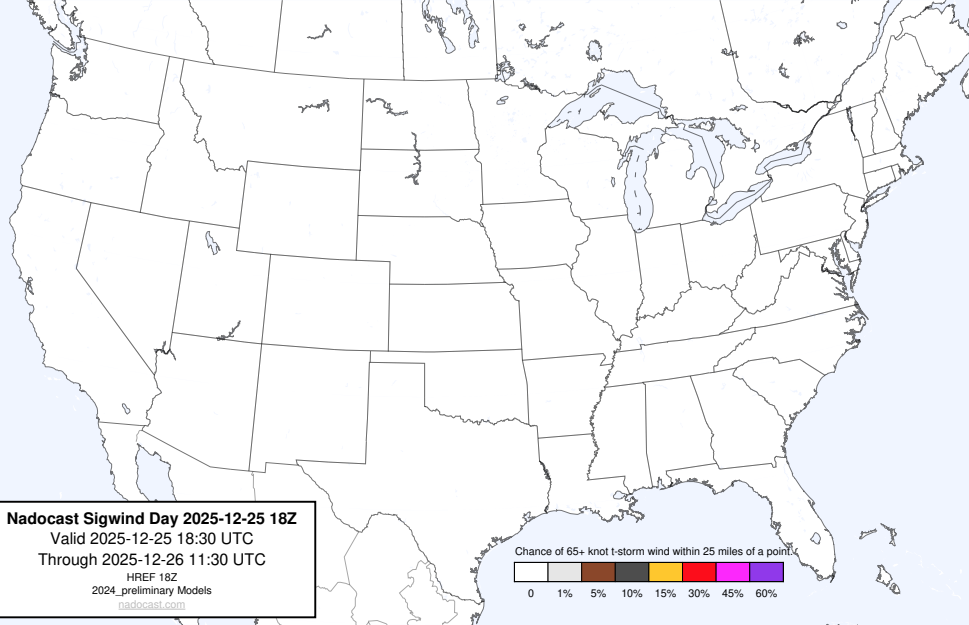 Nadocast Sigwind Day 2025-12-25 18Z
Valid 2025-12-25 18:30 UTC
Through 2025-12-26 11:30 UTC
HREF 18Z
2024_preliminary Models
nadocast.com
Chance of 65+ knot t-storm wind within 25 miles of a point.
0 1% 5% 10% 15% 30% 45% 60%